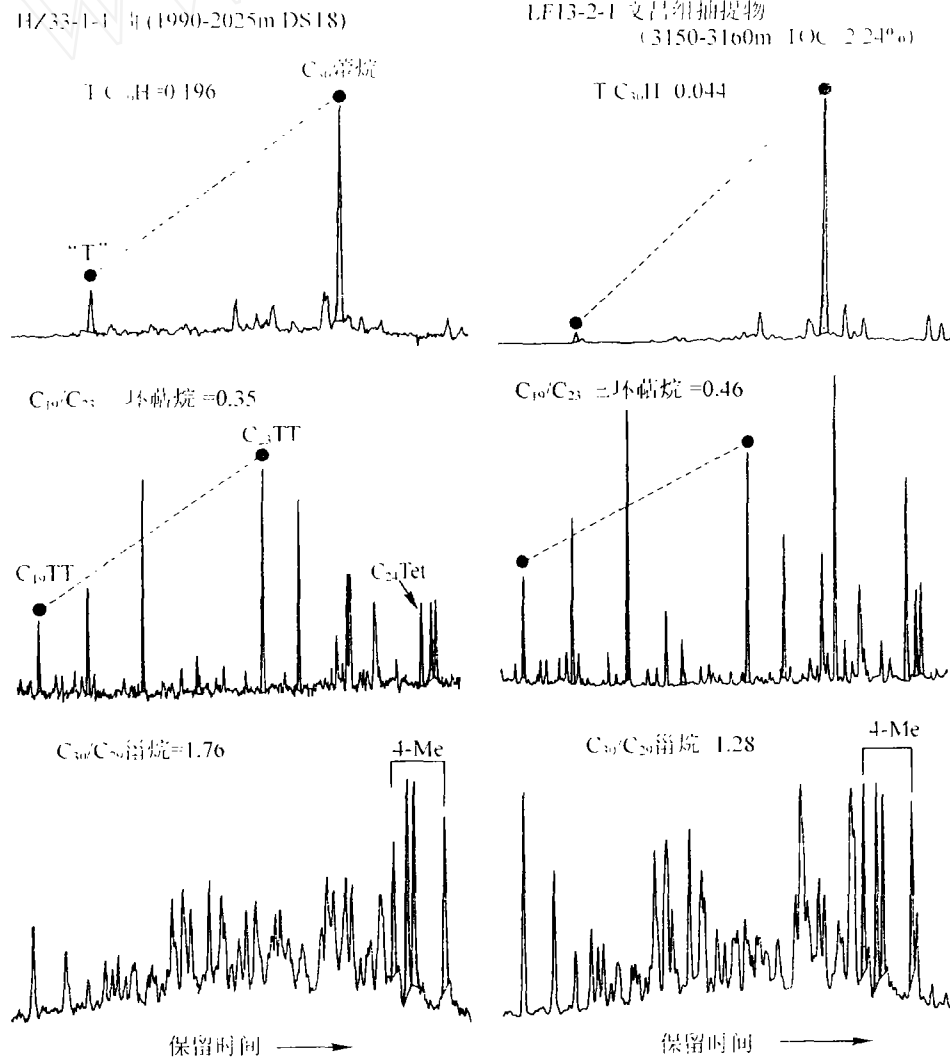 HZ33-1-1 油 (1990-2025m DST8)
LF13-2-1 文昌组抽提物
(3150-3160m TOC 2.24%)
C₃₀藿烷
T/C₃₀H=0.196
T/C₃₀H 0.044
"T"
C₁₉/C₂₃ 三环萜烷=0.35
C₁₉/C₂₃ 三环萜烷=0.46
C₂₃TT
C₁₉TT
C₂₄Tet
C₃₀/C₂₉甾烷=1.76
4-Me
C₃₀/C₂₉甾烷 1.28
4-Me
保留时间
保留时间